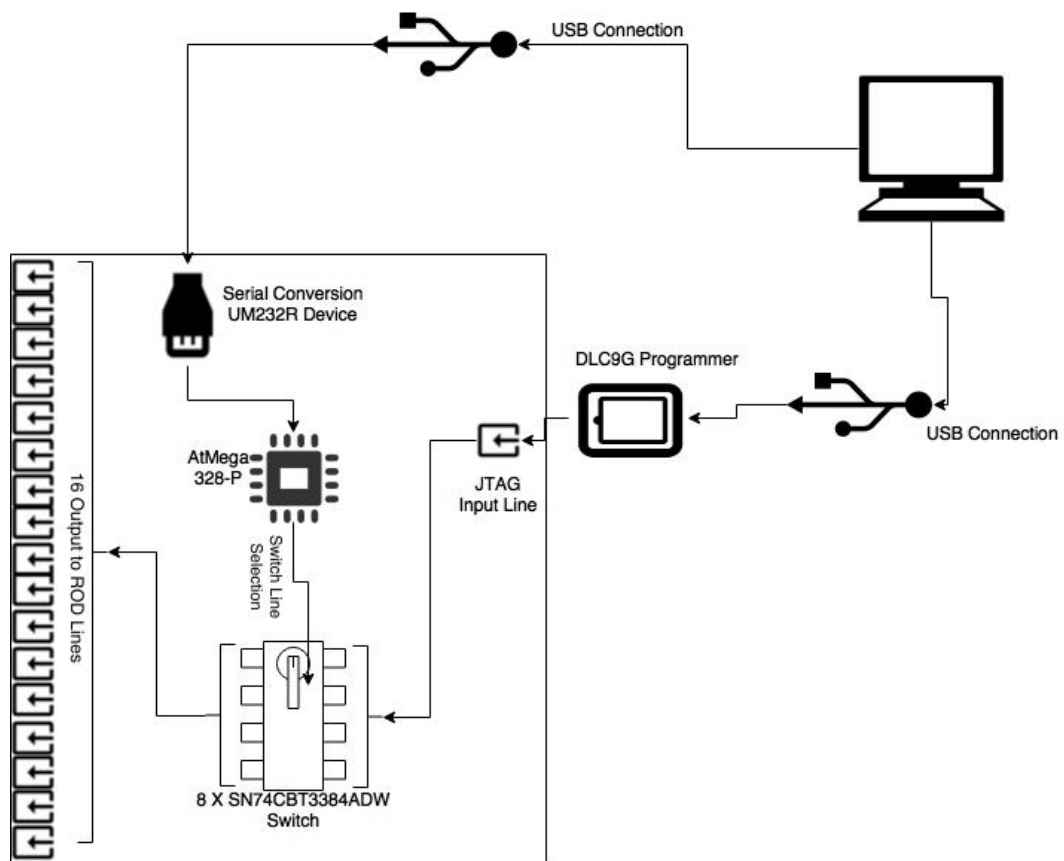 USB Connection
Serial Conversion
UM232R Device
DLC9G Programmer
USB Connection
AtMega
328-P
JTAG
Input Line
Switch Line
Selection
16 Output to ROD Lines
8 X SN74CBT3384ADW
Switch